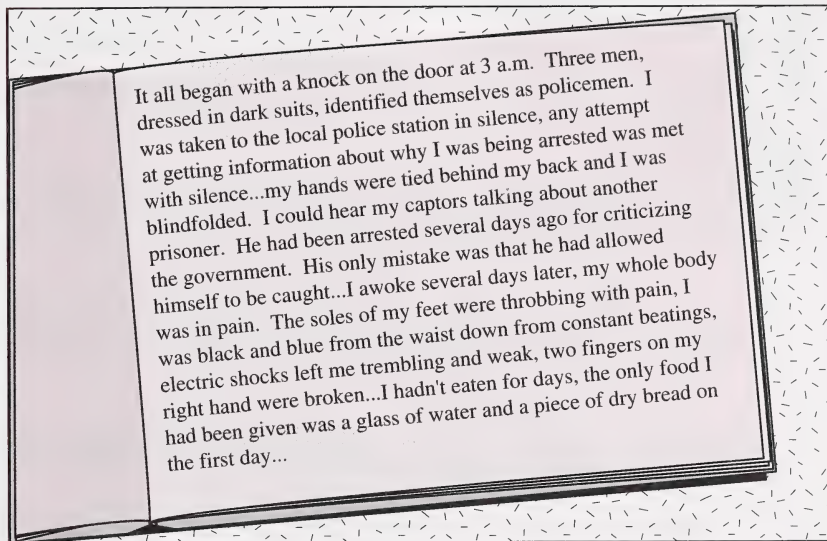 It all began with a knock on the door at 3 a.m.  Three men,
dressed in dark suits, identified themselves as policemen.  I
was taken to the local police station in silence, any attempt
at getting information about why I was being arrested was met
with silence...my hands were tied behind my back and I was
blindfolded.  I could hear my captors talking about another
prisoner.  He had been arrested several days ago for criticizing
the government.  His only mistake was that he had allowed
himself to be caught...I awoke several days later, my whole body
was in pain.  The soles of my feet were throbbing with pain, I
was black and blue from the waist down from constant beatings,
electric shocks left me trembling and weak, two fingers on my
right hand were broken...I hadn't eaten for days, the only food I
had been given was a glass of water and a piece of dry bread on
the first day...